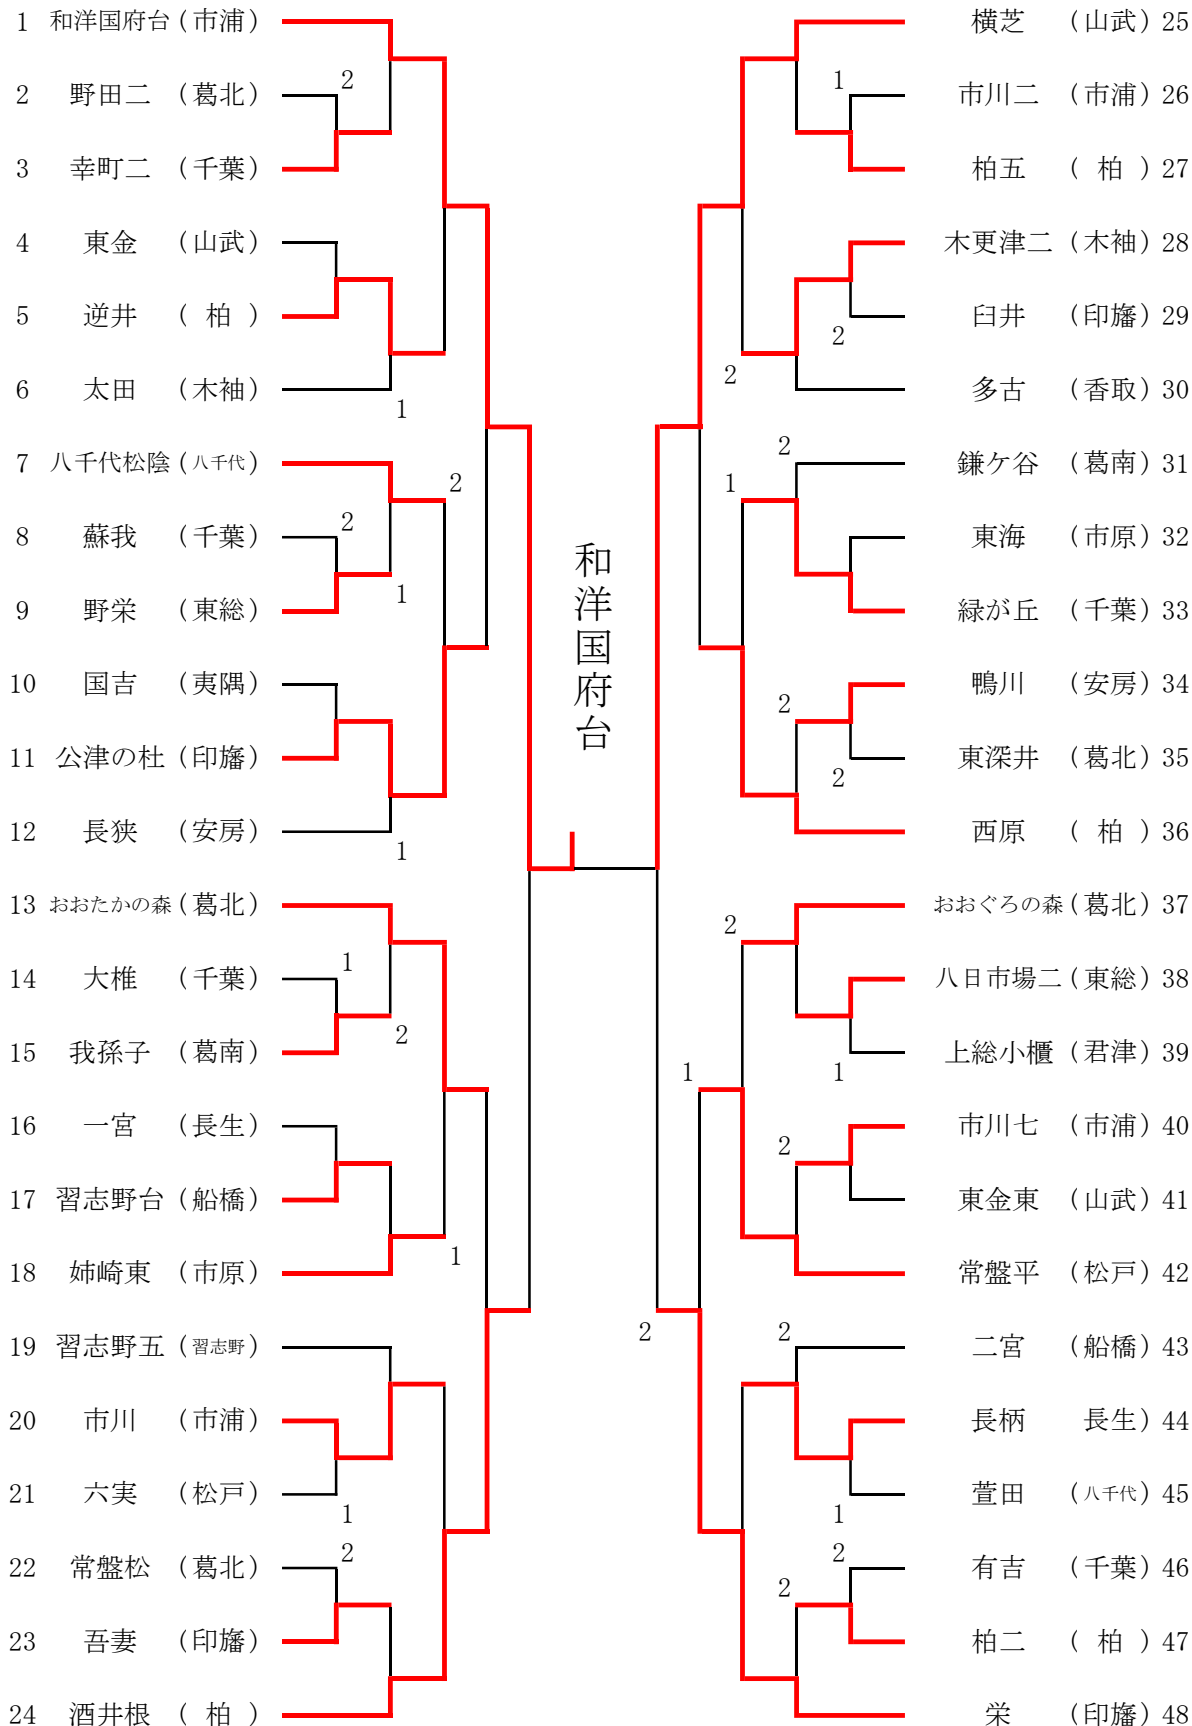 1 和洋国府台 (市浦)
2 野田二 (葛北)
2
3 幸町二 (千葉)
4 東金 (山武)
5 逆井 ( 柏 )
6 太田 (木袖)
1
7 八千代松陰 (八千代)
2
8 蘇我 (千葉)
2
9 野栄 (東総)
1
10 国吉 (夷隅)
11 公津の杜 (印旛)
12 長狭 (安房)
1
13 おおたかの森 (葛北)
14 大椎 (千葉)
1
15 我孫子 (葛南)
2
16 一宮 (長生)
17 習志野台 (船橋)
18 姉崎東 (市原)
1
19 習志野五 (習志野)
20 市川 (市浦)
21 六実 (松戸)
1
22 常盤松 (葛北)
2
23 吾妻 (印旛)
24 酒井根 ( 柏 )
和洋国府台
横芝 (山武) 25
1
市川二 (市浦) 26
柏五 ( 柏 ) 27
木更津二 (木袖) 28
臼井 (印旛) 29
2
2
多古 (香取) 30
2
鎌ケ谷 (葛南) 31
1
東海 (市原) 32
緑が丘 (千葉) 33
鴨川 (安房) 34
2
東深井 (葛北) 35
2
西原 ( 柏 ) 36
おおぐろの森 (葛北) 37
2
八日市場二 (東総) 38
上総小櫃 (君津) 39
1
1
市川七 (市浦) 40
2
東金東 (山武) 41
常盤平 (松戸) 42
2
2
二宮 (船橋) 43
長柄 長生) 44
萱田 (八千代) 45
1
2
有吉 (千葉) 46
2
柏二 ( 柏 ) 47
栄 (印旛) 48